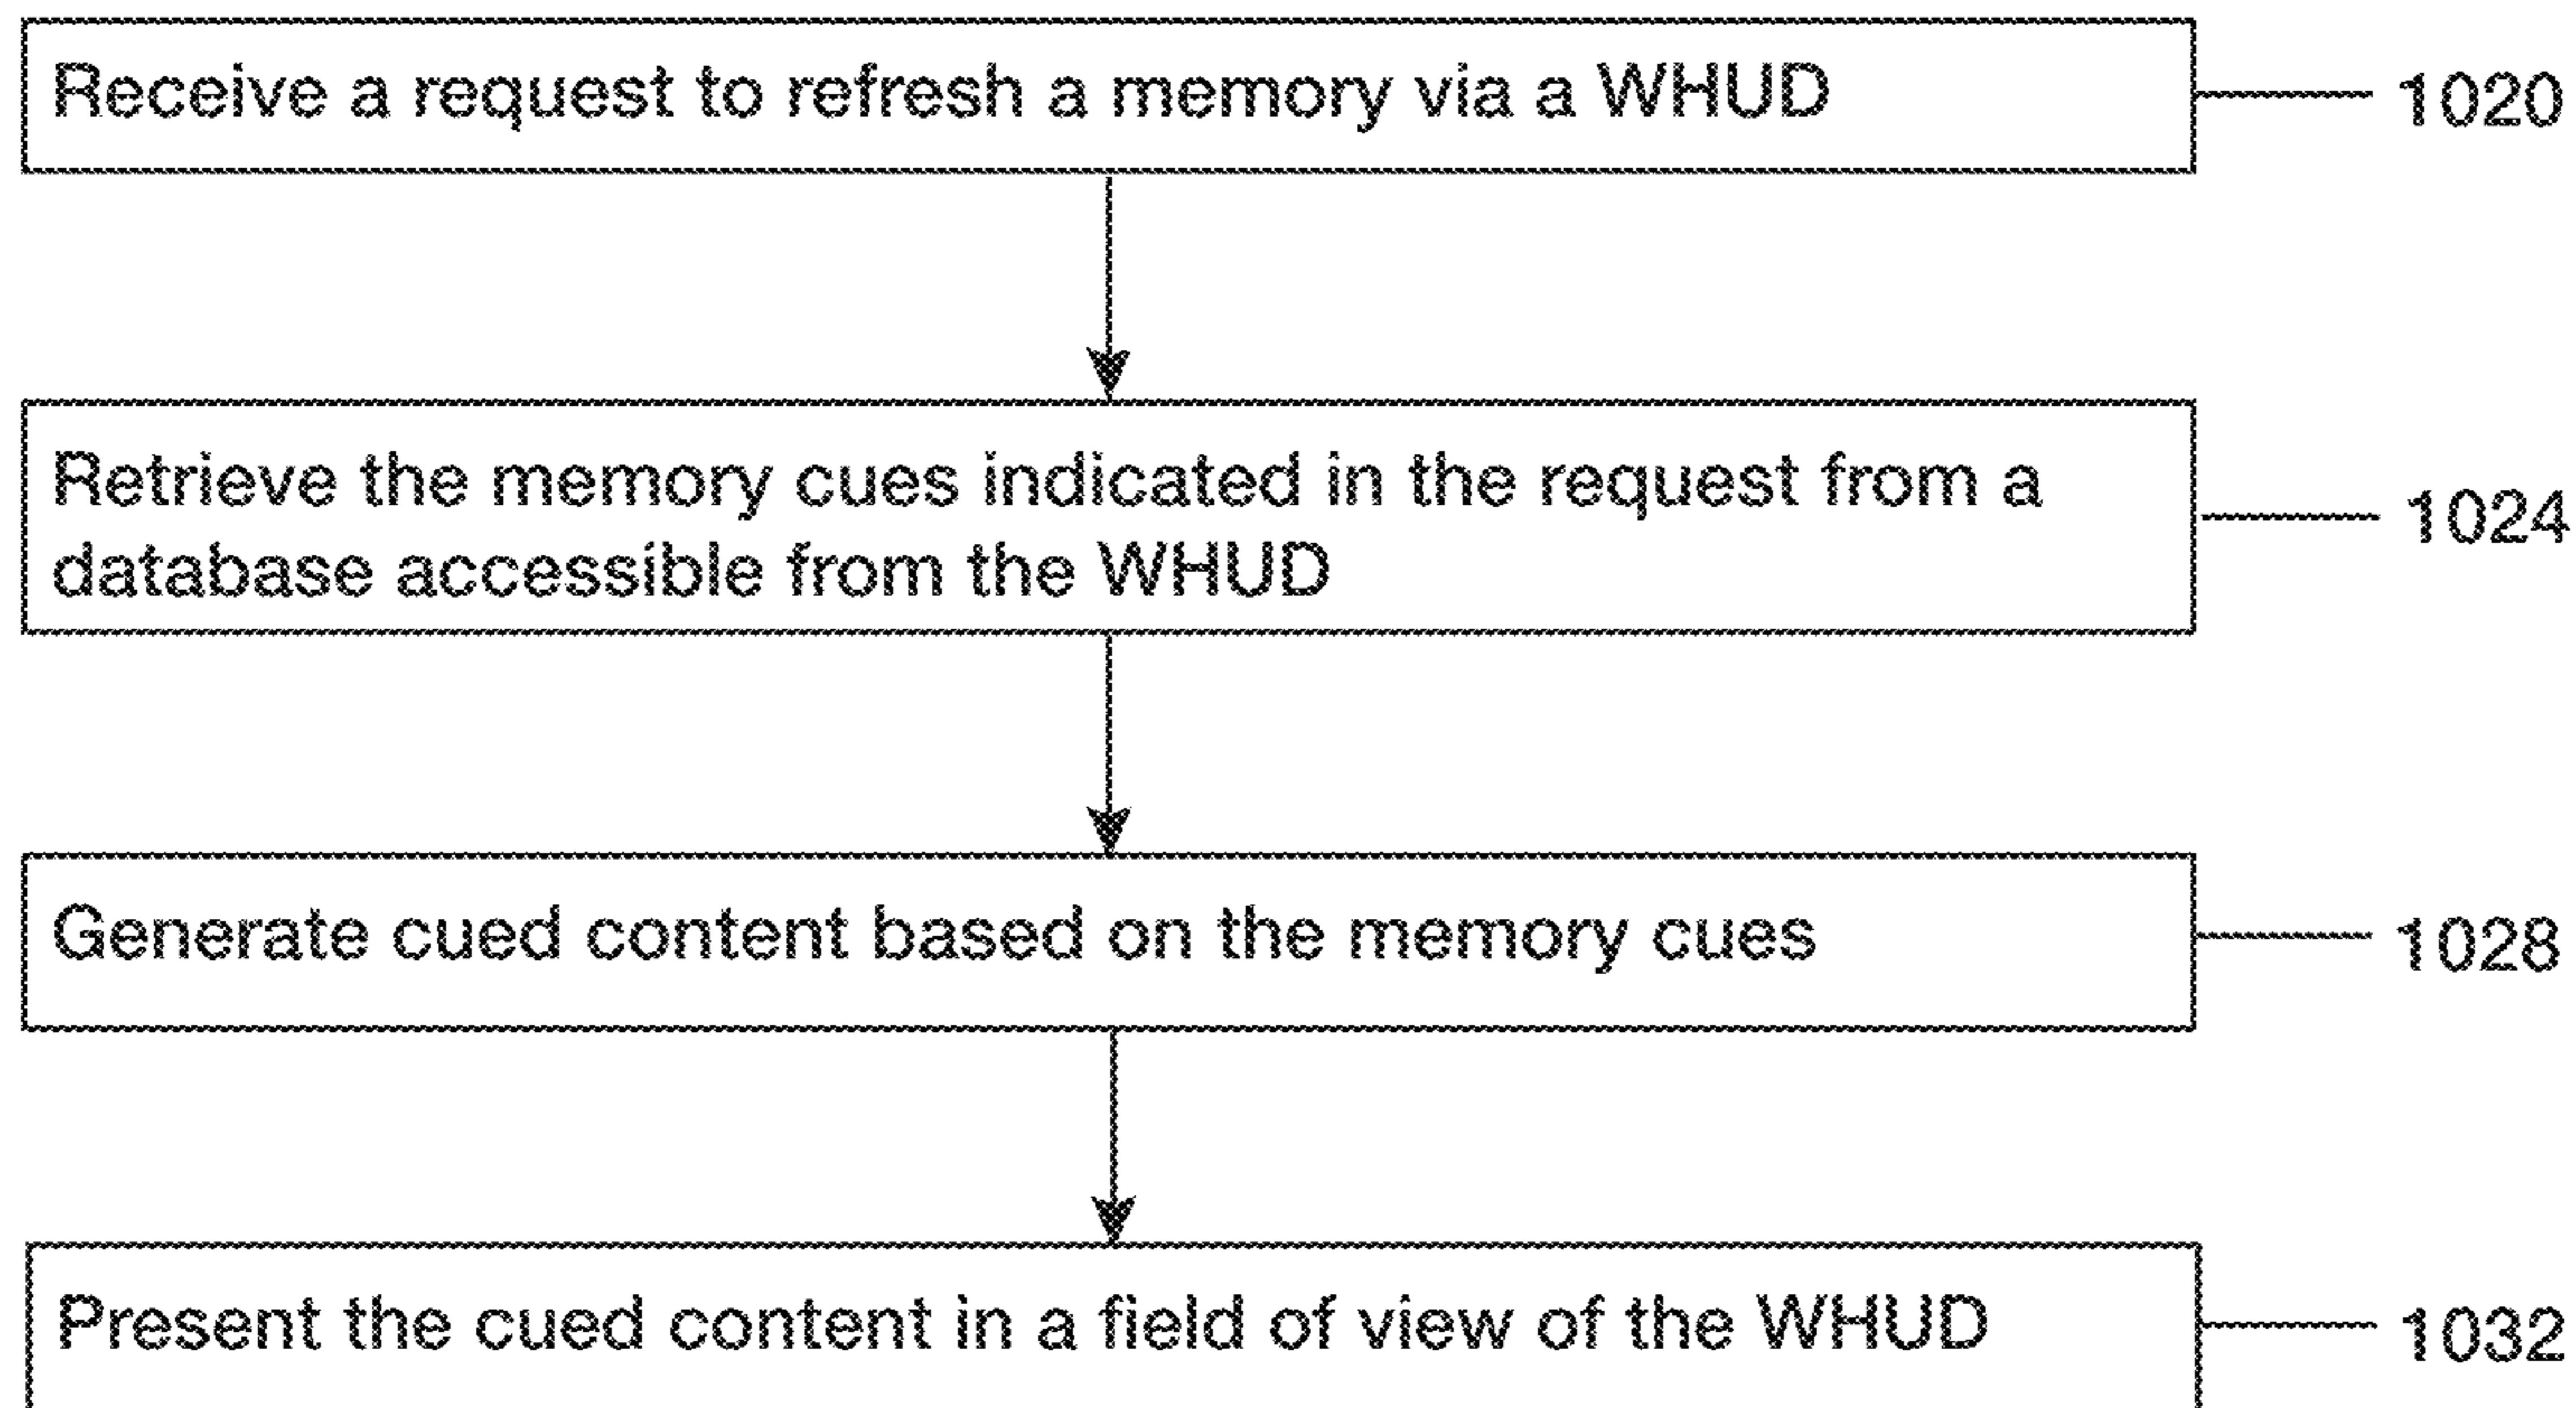 Receive a request to refresh a memory via a WHUD
1020
Retrieve the memory cues indicated in the request from a
database accessible from the WHUD
1024
Generate cued content based on the memory cues
1028
Present the cued content in a field of view of the WHUD
1032